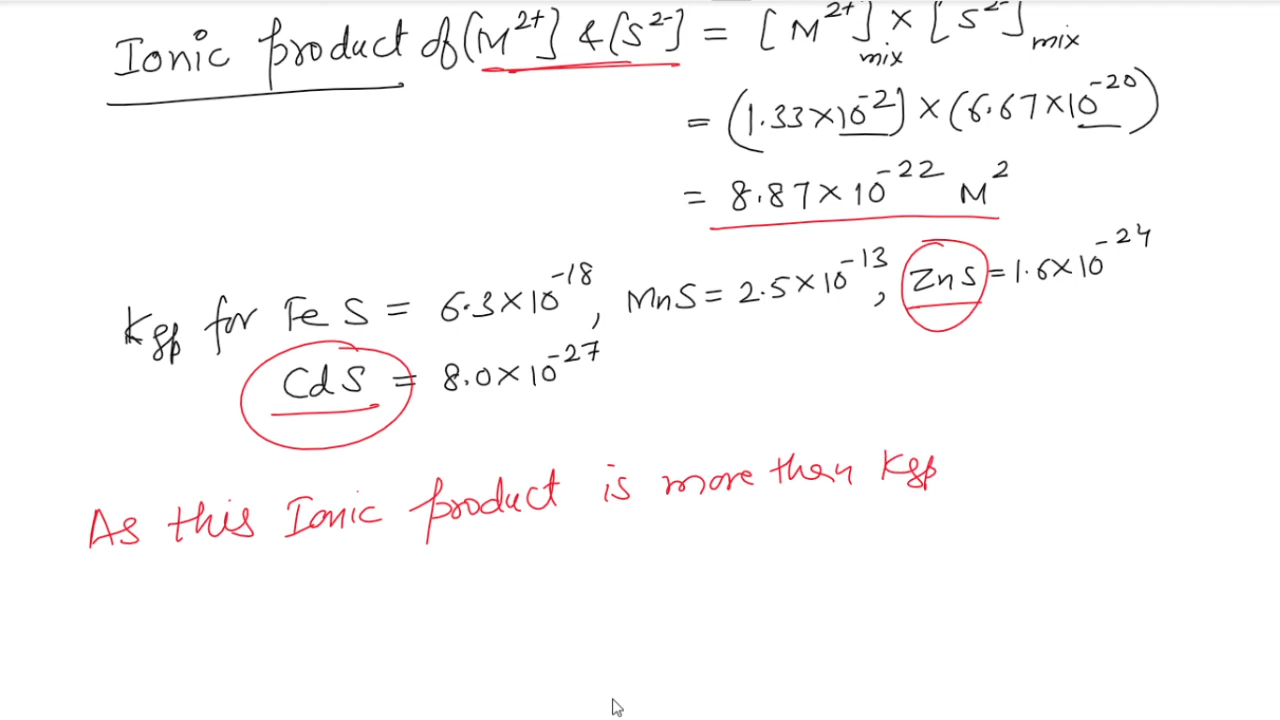 Ionic product of [M²⁺] & [S²⁻] = [M²⁺]mix × [S²⁻]mix
= (1.33×10⁻²) × (6.67×10⁻²⁰)
= 8.87×10⁻²² M²
Ksp for FeS = 6.3×10⁻¹⁸, MnS = 2.5×10⁻¹³, ZnS = 1.6×10⁻²⁴
CdS = 8.0×10⁻²⁷
As this Ionic product is more than Ksp